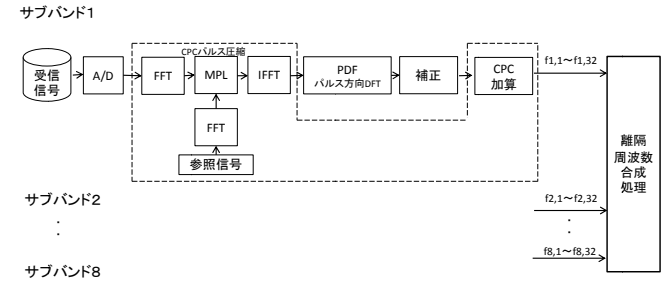 サブバンド1
CPCパルス圧縮
受信
信号
A/D
FFT
MPL
IFFT
PDF
パルス方向DFT
補正
CPC
加算
f1,1~f1,32
FFT
参照信号
離隔
周波数
合成
処理
サブバンド2
f2,1~f2,32
:
:
サブバンド8
f8,1~f8,32